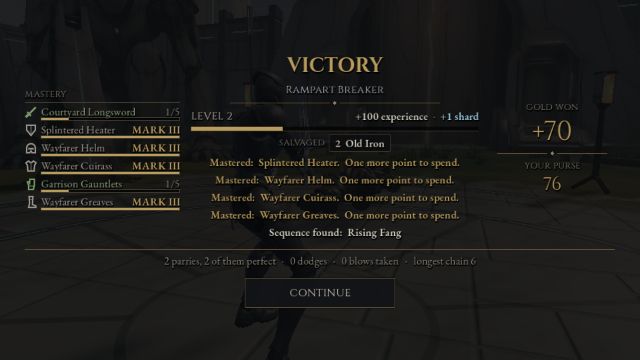 VICTORY
RAMPART BREAKER
MASTERY
Courtyard Longsword 1/5
Splintered Heater MARK III
Wayfarer Helm MARK III
Wayfarer Cuirass MARK III
Garrison Gauntlets 1/5
Wayfarer Greaves MARK III
LEVEL 2 +100 experience · +1 shard
SALVAGED 2 Old Iron
Mastered: Splintered Heater. One more point to spend.
Mastered: Wayfarer Helm. One more point to spend.
Mastered: Wayfarer Cuirass. One more point to spend.
Mastered: Wayfarer Greaves. One more point to spend.
Sequence found: Rising Fang
GOLD WON
+70
YOUR PURSE
76
2 parries, 2 of them perfect · 0 dodges · 0 blows taken · longest chain 6
CONTINUE